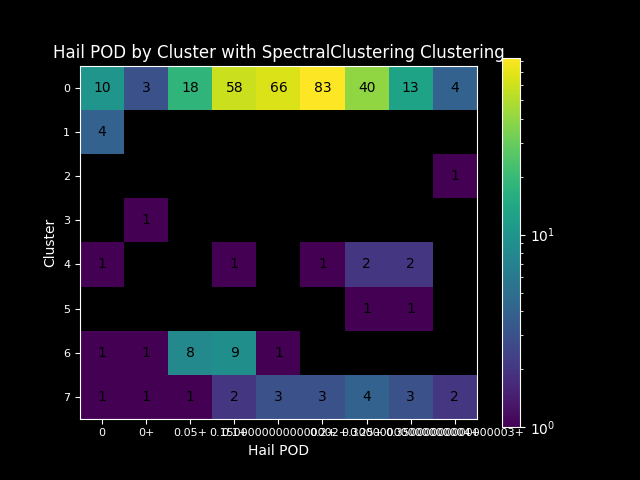 Hail POD by Cluster with SpectralClustering Clustering
0 10 3 18 58 66 83 40 13 4
1 4
2 1
3 1
4 1 1 1 2 2
5 1 1
6 1 1 8 9 1
7 1 1 1 2 3 3 4 3 2
Cluster
0 0+ 0.05+
Hail POD
10¹
10⁰